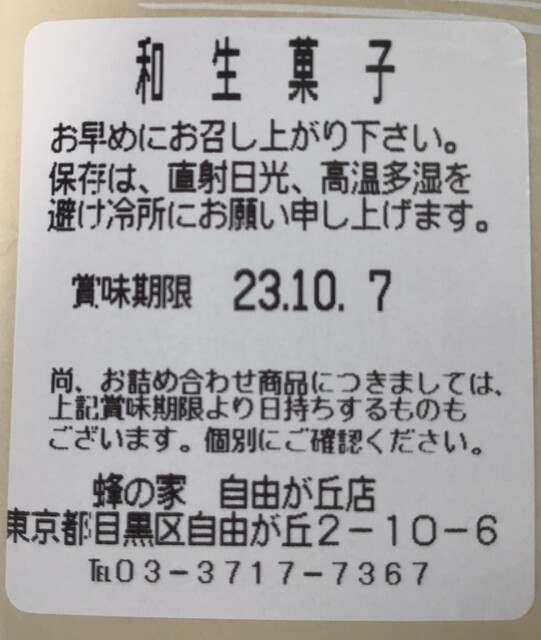 和生菓子
お早めにお召し上がり下さい。
保存は、直射日光、高温多湿を
避け冷所にお願い申し上げます。
賞味期限 23.10. 7
尚、お詰め合わせ商品につきましては、
上記賞味期限より日持ちするものも
ございます。個別にご確認ください。
蜂の家 自由が丘店
東京都目黒区自由が丘2-10-6
℡03-3717-7367